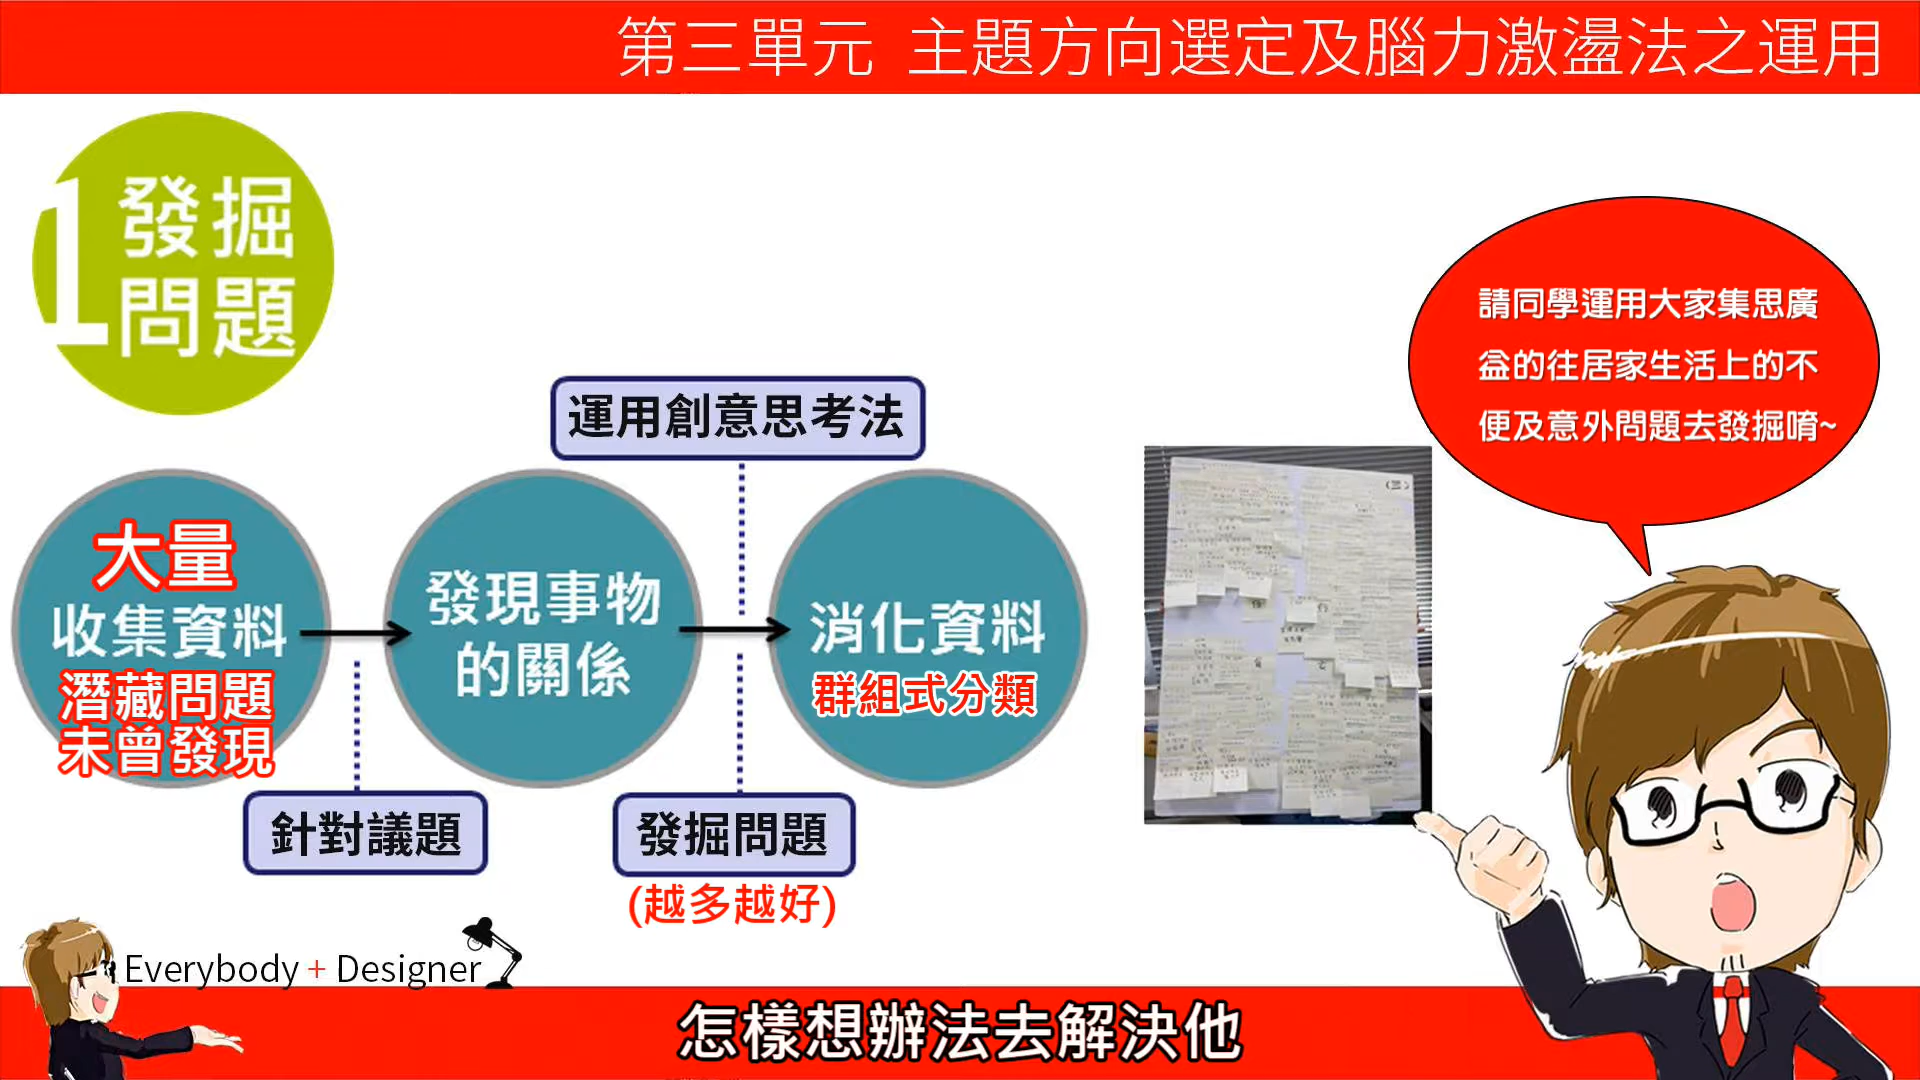 第三單元 主題方向選定及腦力激盪法之運用
1 發掘
問題
請同學運用大家集思廣
益的往居家生活上的不
便及意外問題去發掘唷~
運用創意思考法
大量
收集資料
潛藏問題
未曾發現
發現事物
的關係
消化資料
群組式分類
針對議題
發掘問題
(越多越好)
Everybody + Designer
怎樣想辦法去解決他